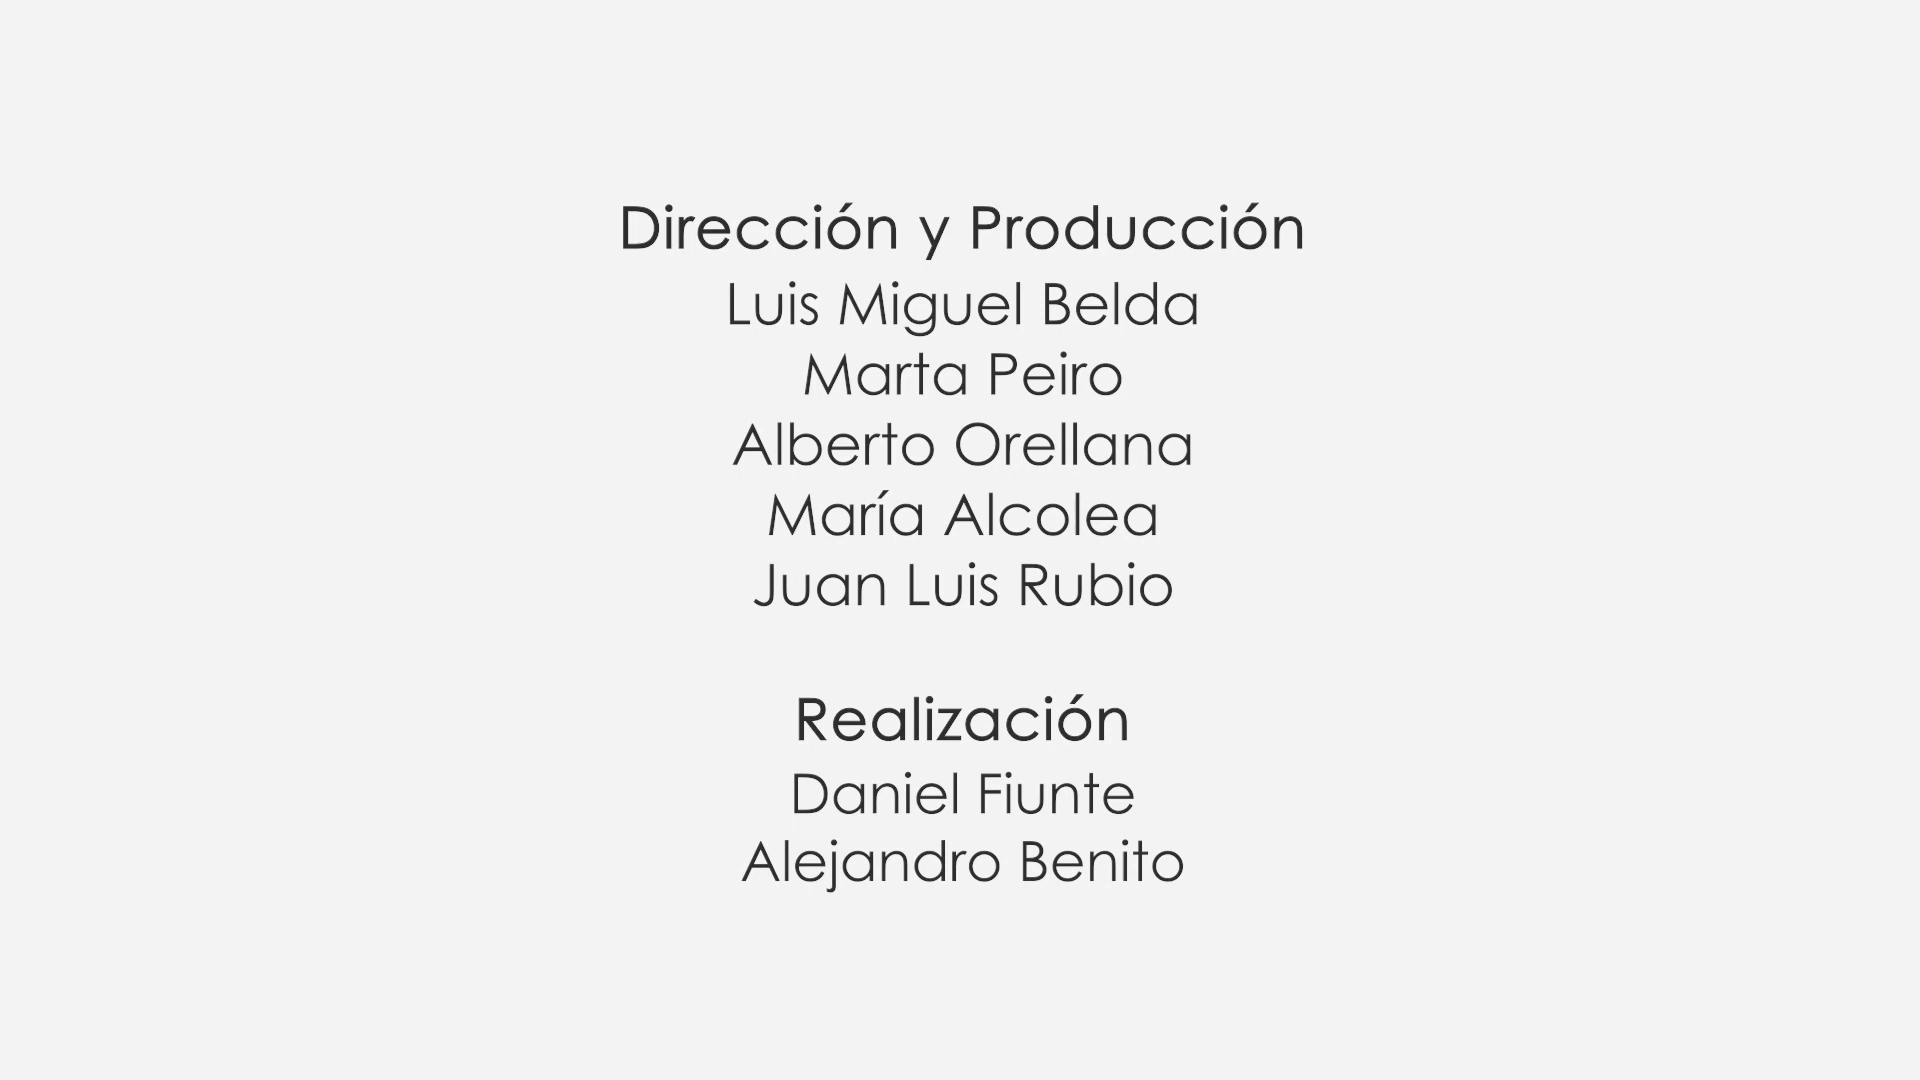 Dirección y Producción
Luis Miguel Belda
Marta Peiro
Alberto Orellana
María Alcolea
Juan Luis Rubio
Realización
Daniel Fiunte
Alejandro Benito